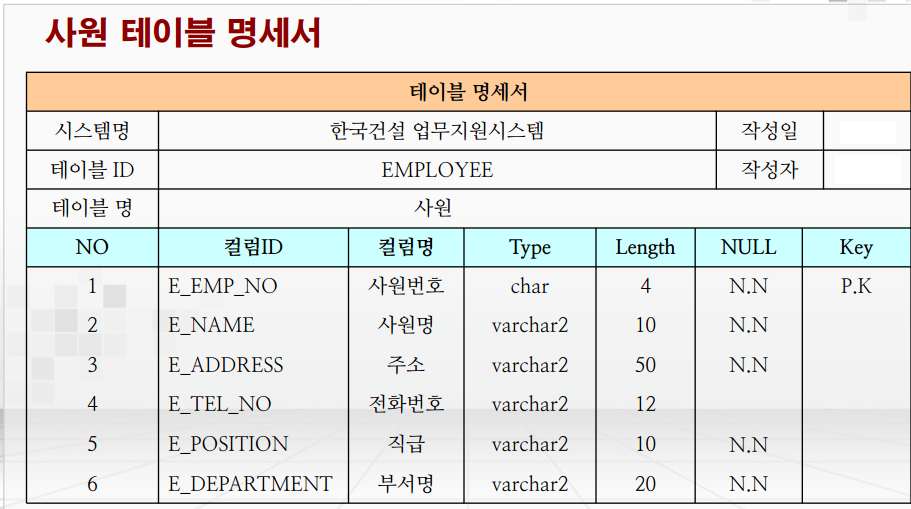 사원 테이블 명세서
테이블 명세서
시스템명 한국건설 업무지원시스템 작성일
테이블 ID EMPLOYEE 작성자
테이블 명 사원
NO 컬럼ID 컬럼명 Type Length NULL Key
1 E_EMP_NO 사원번호 char 4 N.N P.K
2 E_NAME 사원명 varchar2 10 N.N
3 E_ADDRESS 주소 varchar2 50 N.N
4 E_TEL_NO 전화번호 varchar2 12
5 E_POSITION 직급 varchar2 10 N.N
6 E_DEPARTMENT 부서명 varchar2 20 N.N